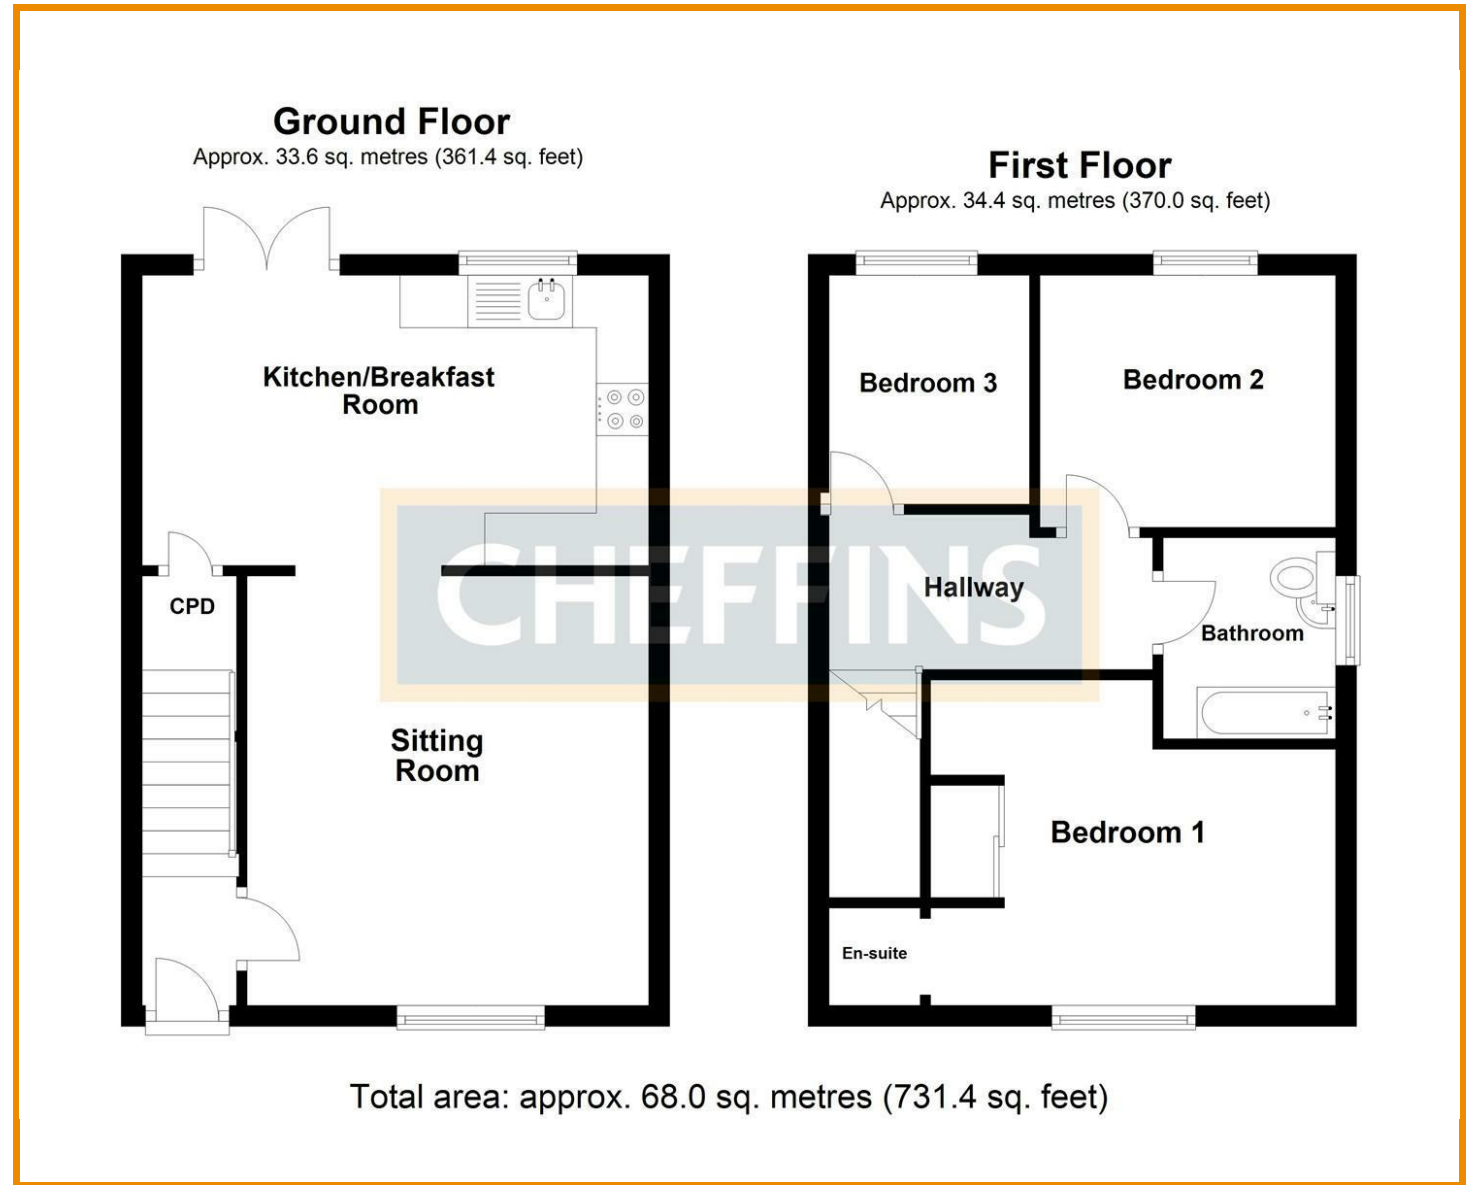 Ground Floor
Approx. 33.6 sq. metres (361.4 sq. feet)
First Floor
Approx. 34.4 sq. metres (370.0 sq. feet)
Kitchen/Breakfast
Room
CPD
Sitting
Room
Bedroom 3
Bedroom 2
Hallway
Bathroom
Bedroom 1
En-suite
CHEFFINS
Total area: approx. 68.0 sq. metres (731.4 sq. feet)